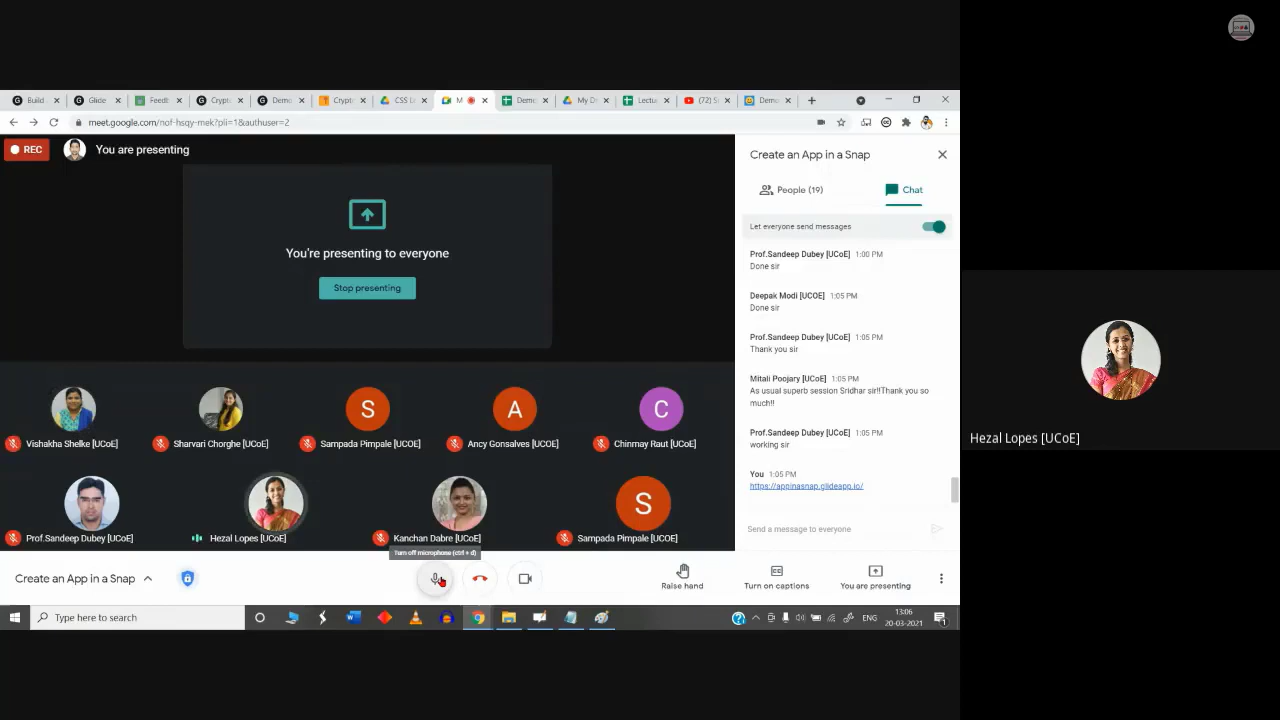 Build
Glide
Feedb
Crypto
Demo
Crypt
CSS L
M
Demo
My D
Lectu
(72) S
Demo
meet.google.com/nof-hsqy-mek?pli=1&authuser=2
REC
You are presenting
You're presenting to everyone
Stop presenting
Create an App in a Snap
People (19)
Chat
Let everyone send messages
Prof.Sandeep Dubey [UCoE] 1:00 PM
Done sir
Deepak Modi [UCOE] 1:05 PM
Done sir
Prof.Sandeep Dubey [UCoE] 1:05 PM
Thank you sir
Mitali Poojary [UCoE] 1:05 PM
As usual superb session Sridhar sir!!Thank you so
much!!
Prof.Sandeep Dubey [UCoE] 1:05 PM
working sir
You 1:05 PM
https://appinasnap.glideapp.io/
Send a message to everyone
Vishakha Shelke [UCoE]
Sharvari Chorghe [UCoE]
Sampada Pimpale [UCOE]
Ancy Gonsalves [UCOE]
Chinmay Raut [UCOE]
Prof.Sandeep Dubey [UCoE]
Hezal Lopes [UCoE]
Kanchan Dabre [UCoE]
Sampada Pimpale [UCOE]
Turn off microphone (ctrl + d)
Create an App in a Snap
Raise hand
Turn on captions
You are presenting
Type here to search
ENG
13:06
20-03-2021
Hezal Lopes [UCoE]